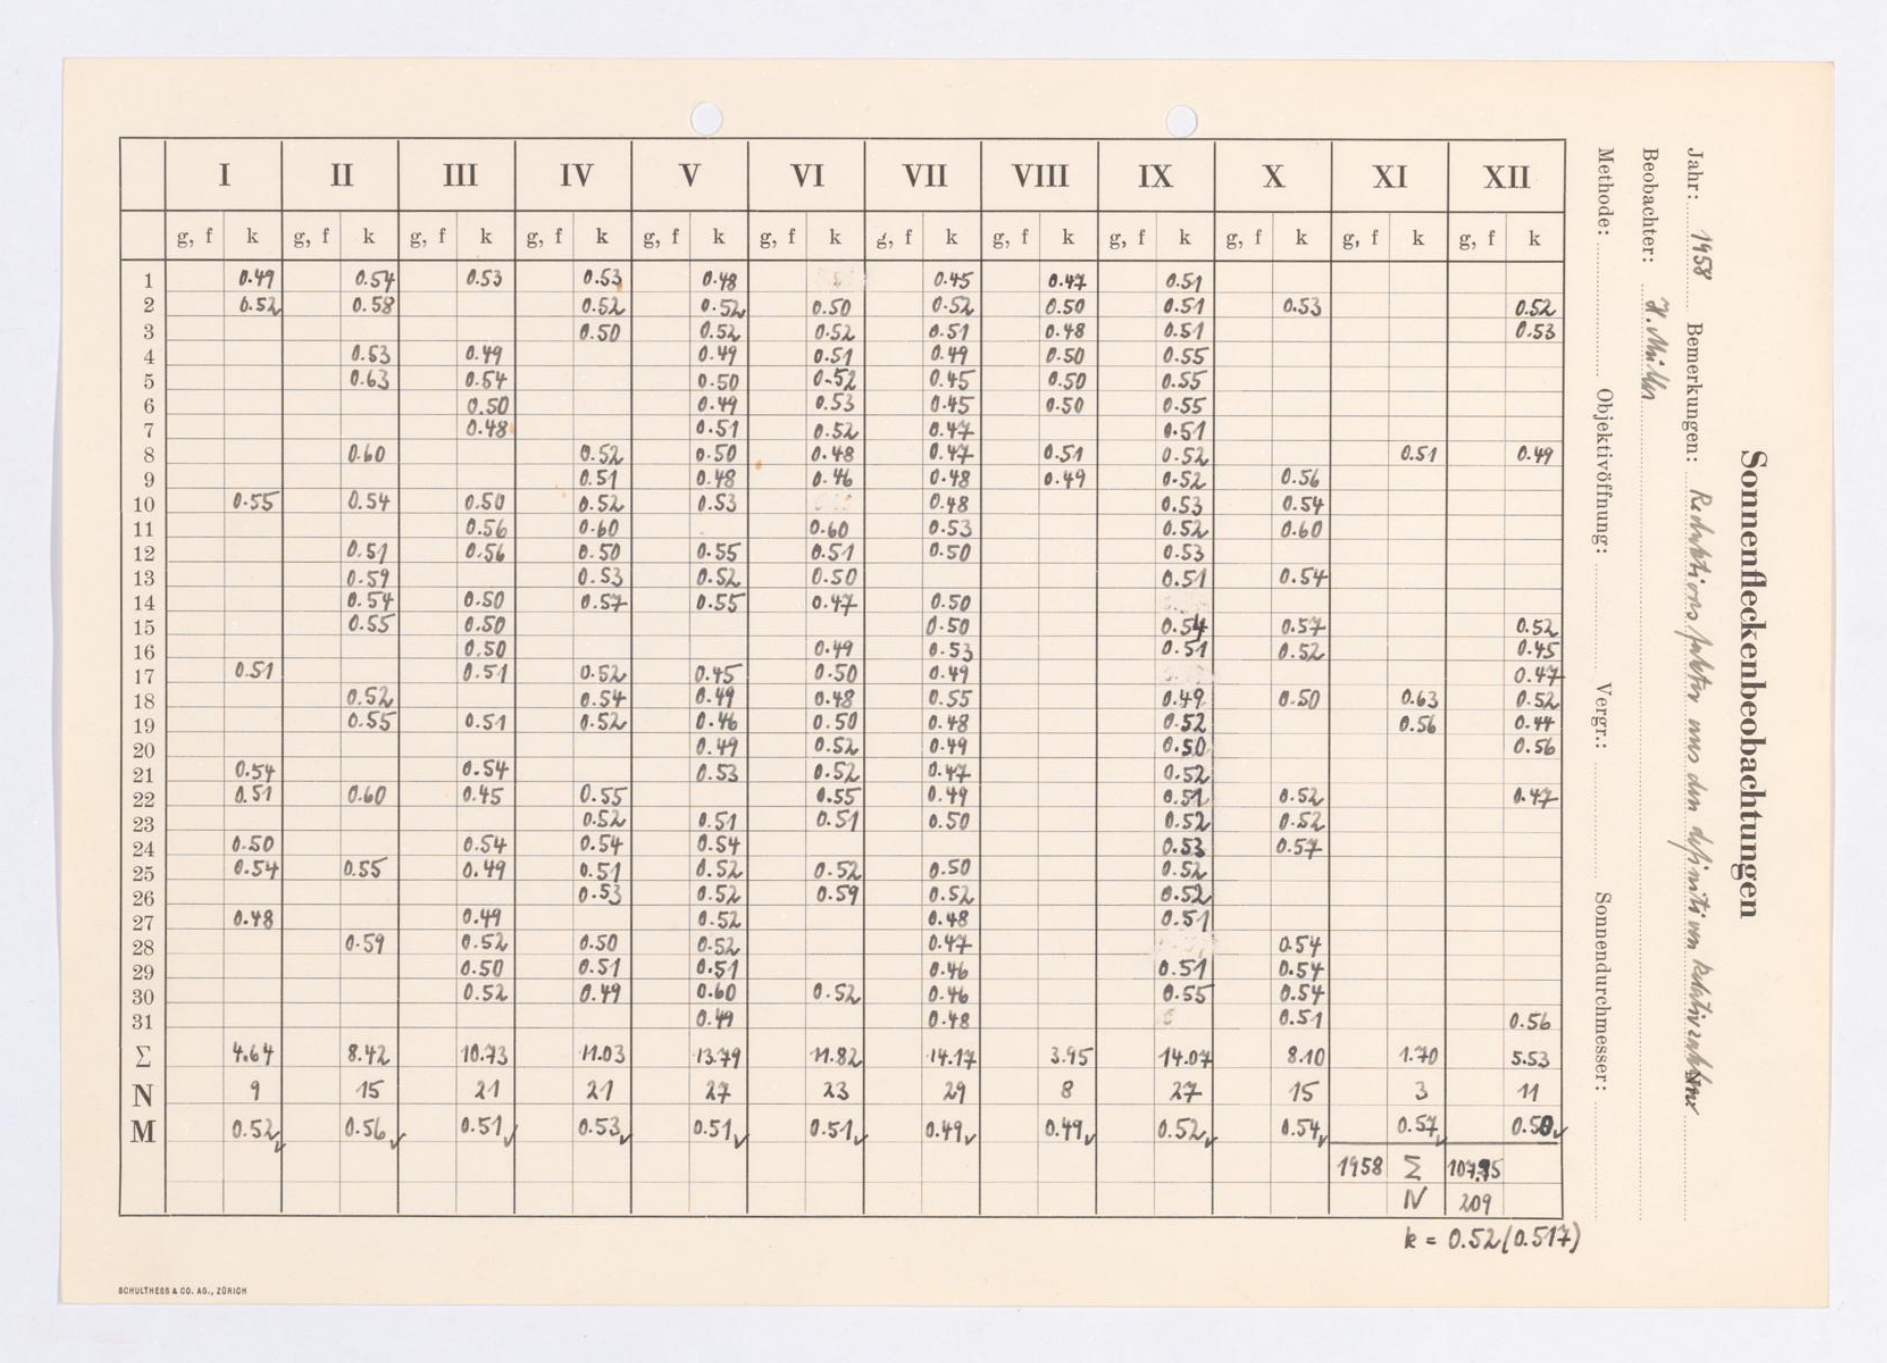 Sonnenfleckenbeobachtungen
Jahr: 1958 Bemerkungen: Reduktionsfaktor aus den definitiven Relativzahlen
Beobachter: H. Müller
Methode: Objektivöffnung: Vergr.: Sonnendurchmesser:
I II III IV V VI VII VIII IX X XI XII
g, f k g, f k g, f k g, f k g, f k g, f k g, f k g, f k g, f k g, f k g, f k g, f k
1 0.49 0.54 0.53 0.53 0.48 0.45 0.47 0.51
2 0.52 0.58 0.52 0.52 0.50 0.52 0.50 0.51 0.53 0.52
3 0.50 0.52 0.52 0.51 0.48 0.51 0.53
4 0.53 0.49 0.49 0.51 0.49 0.50 0.55
5 0.63 0.54 0.50 0.52 0.45 0.50 0.55
6 0.50 0.49 0.53 0.45 0.50 0.55
7 0.48 0.51 0.52 0.47 0.51
8 0.60 0.52 0.50 0.48 0.47 0.51 0.52 0.51 0.49
9 0.51 0.48 0.46 0.48 0.49 0.52 0.56
10 0.55 0.54 0.50 0.52 0.53 0.48 0.53 0.54
11 0.56 0.60 0.60 0.53 0.52 0.60
12 0.51 0.56 0.50 0.55 0.51 0.50 0.53
13 0.59 0.53 0.52 0.50 0.51 0.54
14 0.54 0.50 0.57 0.55 0.47 0.50
15 0.55 0.50 0.50 0.54 0.57 0.52
16 0.50 0.49 0.53 0.51 0.52 0.45
17 0.51 0.51 0.52 0.45 0.50 0.49 0.47
18 0.52 0.54 0.49 0.48 0.55 0.49 0.50 0.63 0.52
19 0.55 0.51 0.52 0.46 0.50 0.48 0.52 0.56 0.44
20 0.49 0.52 0.49 0.50 0.56
21 0.54 0.54 0.53 0.52 0.47 0.52
22 0.51 0.60 0.45 0.55 0.55 0.49 0.51 0.52 0.47
23 0.52 0.51 0.51 0.50 0.52 0.52
24 0.50 0.54 0.54 0.54 0.53 0.57
25 0.54 0.55 0.49 0.51 0.52 0.52 0.50 0.52
26 0.53 0.52 0.59 0.52 0.52
27 0.48 0.49 0.52 0.48 0.51
28 0.59 0.52 0.50 0.52 0.47 0.54
29 0.50 0.51 0.51 0.46 0.51 0.54
30 0.52 0.49 0.60 0.52 0.46 0.55 0.54
31 0.49 0.48 0.51 0.56
Σ 4.64 8.42 10.73 11.03 13.79 11.82 14.17 3.95 14.07 8.10 1.70 5.53
N 9 15 21 21 27 23 29 8 27 15 3 11
M 0.52✓ 0.56✓ 0.51✓ 0.53✓ 0.51✓ 0.51✓ 0.49✓ 0.49✓ 0.52✓ 0.54✓ 0.57✓ 0.50✓
1958 Σ 107.95
N 209
k = 0.52 (0.517)
SCHULTHESS & CO. AG., ZÜRICH